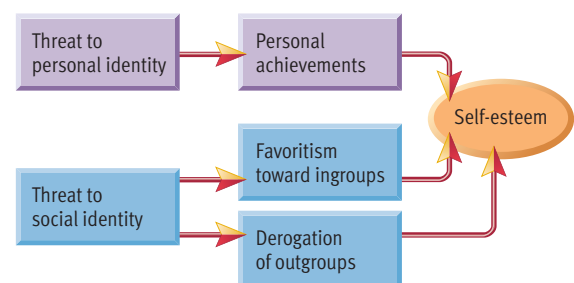 Threat to
personal identity
Personal
achievements
Self-esteem
Threat to
social identity
Favoritism
toward ingroups
Derogation
of outgroups